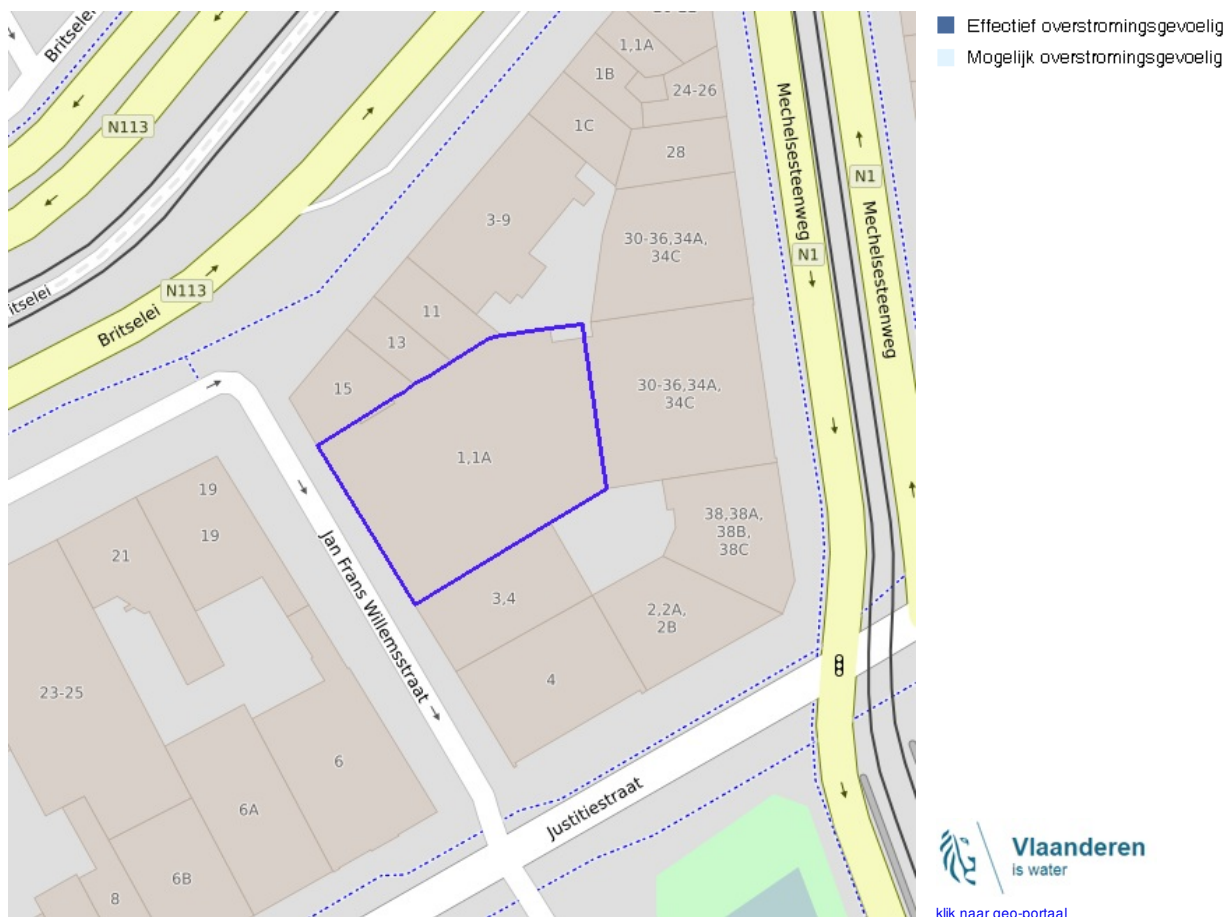 Britselei
N113
N113
Britselei
itselei
1,1A
1B
24-26
1C
28
3-9
30-36,34A,
34C
11
13
15
30-36,34A,
34C
1,1A
38,38A,
38B,
38C
3,4
2,2A,
2B
4
19
19
21
23-25
6
6A
6B
8
Jan Frans Willemsstraat
Justitiestraat
Mechelsesteenweg
N1
N1
Mechelsesteenweg
Effectief overstromingsgevoelig
Mogelijk overstromingsgevoelig
Vlaanderen
is water
klik naar geo-portaal